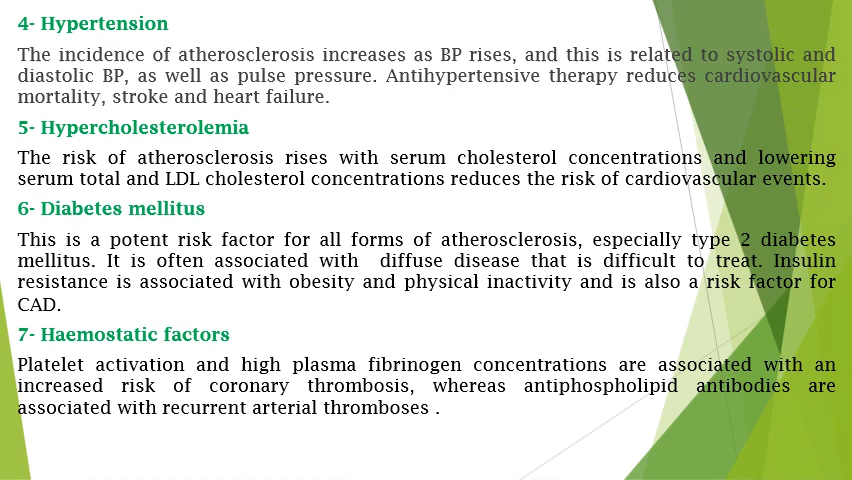 4- Hypertension
The incidence of atherosclerosis increases as BP rises, and this is related to systolic and
diastolic BP, as well as pulse pressure. Antihypertensive therapy reduces cardiovascular
mortality, stroke and heart failure.
5- Hypercholesterolemia
The risk of atherosclerosis rises with serum cholesterol concentrations and lowering
serum total and LDL cholesterol concentrations reduces the risk of cardiovascular events.
6- Diabetes mellitus
This is a potent risk factor for all forms of atherosclerosis, especially type 2 diabetes
mellitus. It is often associated with  diffuse disease that is difficult to treat. Insulin
resistance is associated with obesity and physical inactivity and is also a risk factor for
CAD.
7- Haemostatic factors
Platelet activation and high plasma fibrinogen concentrations are associated with an
increased risk of coronary thrombosis, whereas antiphospholipid antibodies are
associated with recurrent arterial thromboses .